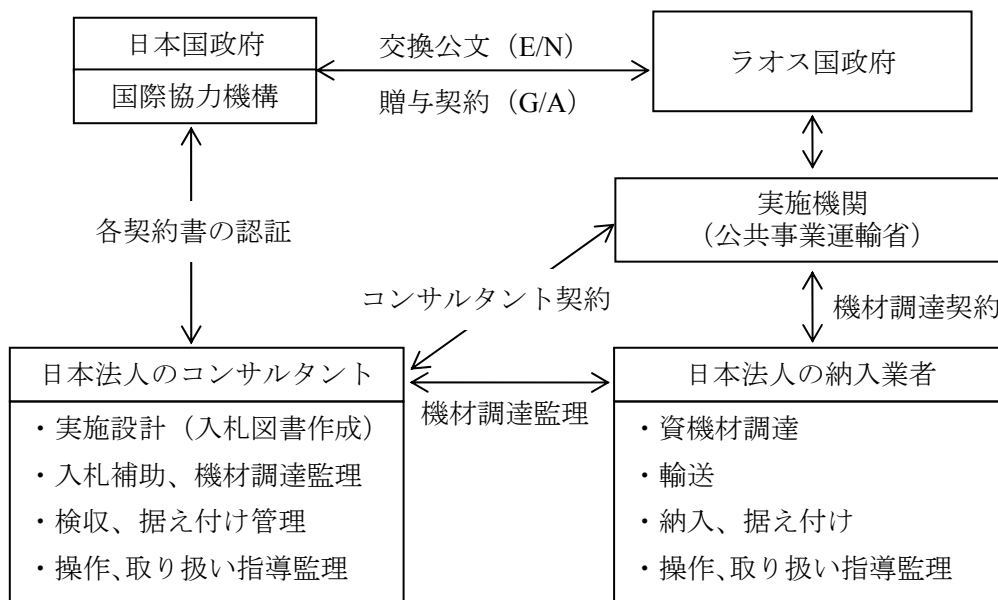 日本国政府
国際協力機構
交換公文（E/N）
贈与契約（G/A）
ラオス国政府
各契約書の認証
実施機関
（公共事業運輸省）
コンサルタント契約
機材調達契約
日本法人のコンサルタント
・実施設計（入札図書作成）
・入札補助、機材調達監理
・検収、据え付け管理
・操作、取り扱い指導監理
機材調達監理
日本法人の納入業者
・資機材調達
・輸送
・納入、据え付け
・操作、取り扱い指導監理